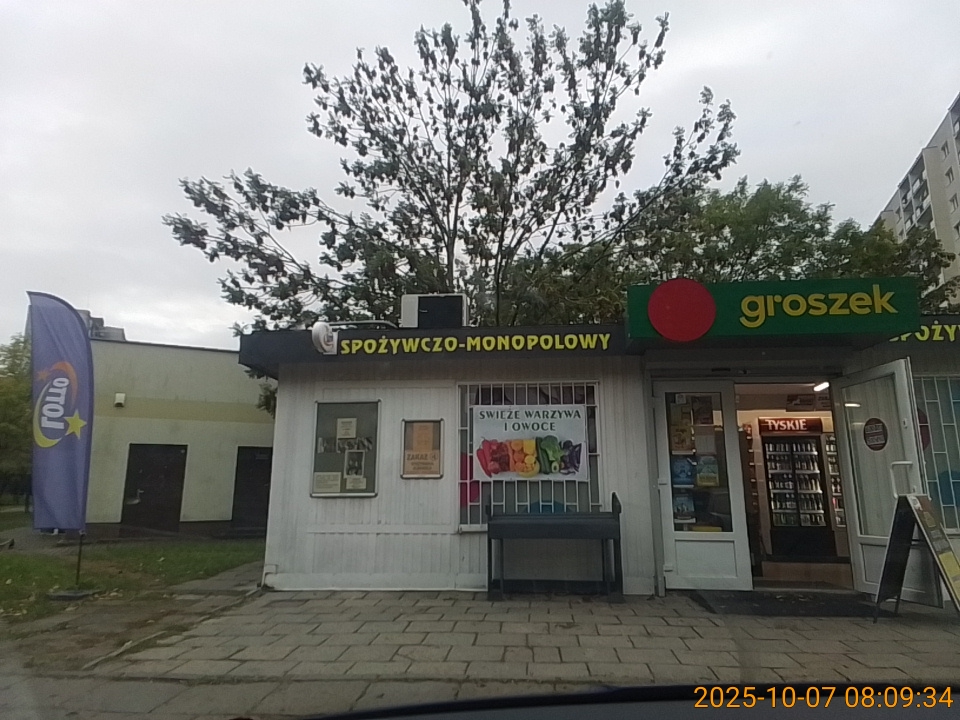 groszek
SPOŻYWCZO-MONOPOLOWY
SPOŻY
LOTTO
ŚWIEŻE WARZYWA
I OWOCE
TYSKIE
ZAKAZ
2025-10-07 08:09:34